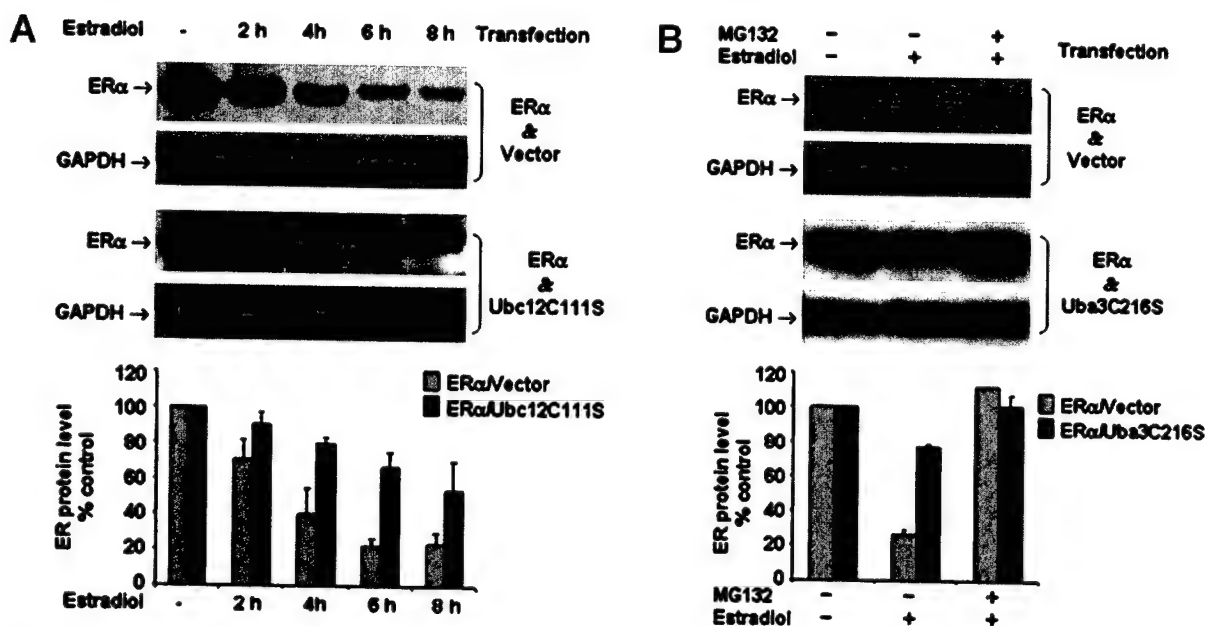 A
Estradiol - 2 h 4h 6 h 8 h Transfection
ERα →
ERα
&
Vector
GAPDH →
ERα →
ERα
&
Ubc12C111S
GAPDH →
120
100
80
60
40
20
0
ER protein level
% control
ERα/Vector
ERα/Ubc12C111S
Estradiol - 2 h 4h 6 h 8 h
B
MG132 − − +
Estradiol − + +
Transfection
ERα →
ERα
&
Vector
GAPDH →
ERα →
ERα
&
Uba3C216S
GAPDH →
120
100
80
60
40
20
0
ER protein level
% control
ERα/Vector
ERα/Uba3C216S
MG132 − − +
Estradiol − + +